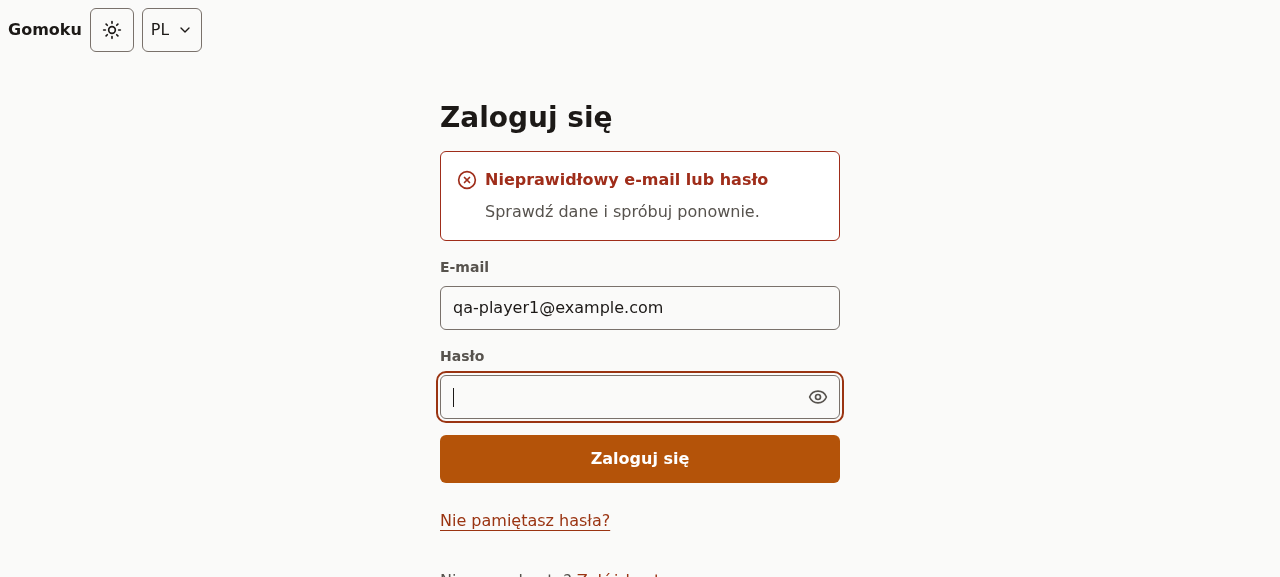 Gomoku PL
Zaloguj się
Nieprawidłowy e-mail lub hasło
Sprawdź dane i spróbuj ponownie.
E-mail
qa-player1@example.com
Hasło
Zaloguj się
Nie pamiętasz hasła?